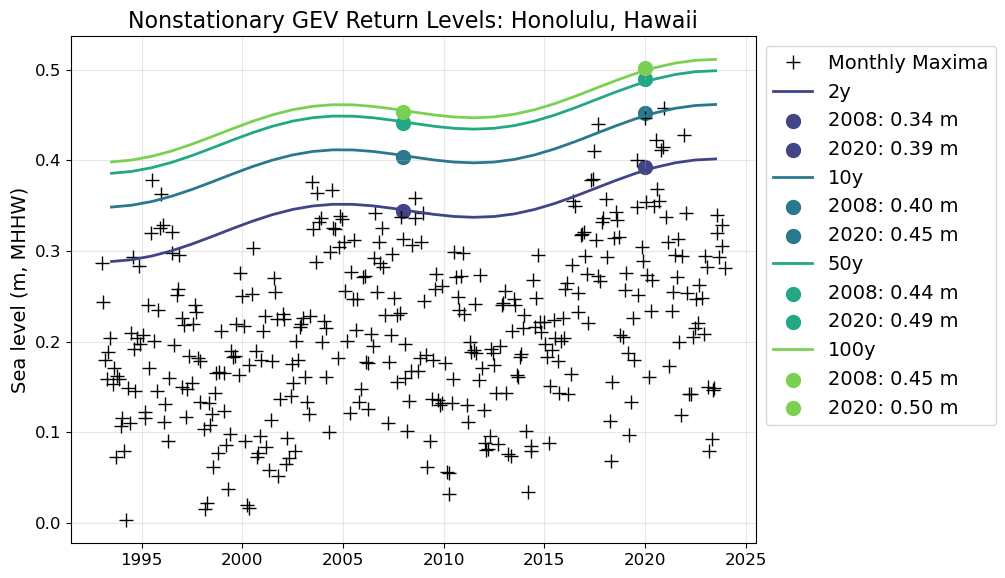 Nonstationary GEV Return Levels: Honolulu, Hawaii
Sea level (m, MHHW)
0.5
0.4
0.3
0.2
0.1
0.0
1995
2000
2005
2010
2015
2020
2025
Monthly Maxima
2y
2008: 0.34 m
2020: 0.39 m
10y
2008: 0.40 m
2020: 0.45 m
50y
2008: 0.44 m
2020: 0.49 m
100y
2008: 0.45 m
2020: 0.50 m